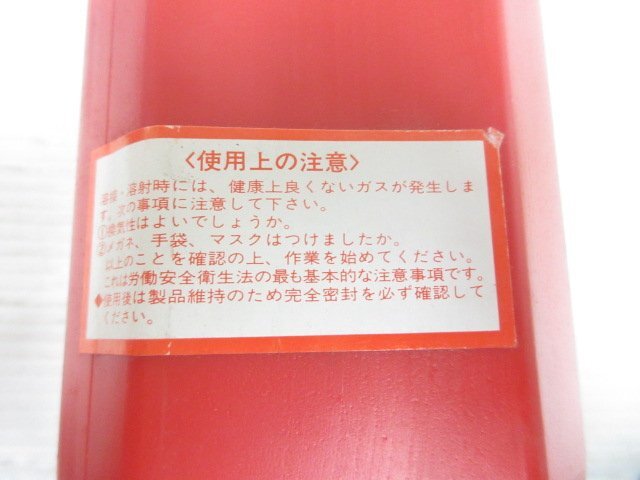 〈使用上の注意〉
溶接・溶射時には、健康上良くないガスが発生しま
す。次の事項に注意して下さい。
①換気性はよいでしょうか。
②メガネ、手袋、マスクはつけましたか。
以上のことを確認の上、作業を始めてください。
これは労働安全衛生法の最も基本的な注意事項です。
◆使用後は製品維持のため完全密封を必ず確認して
ください。